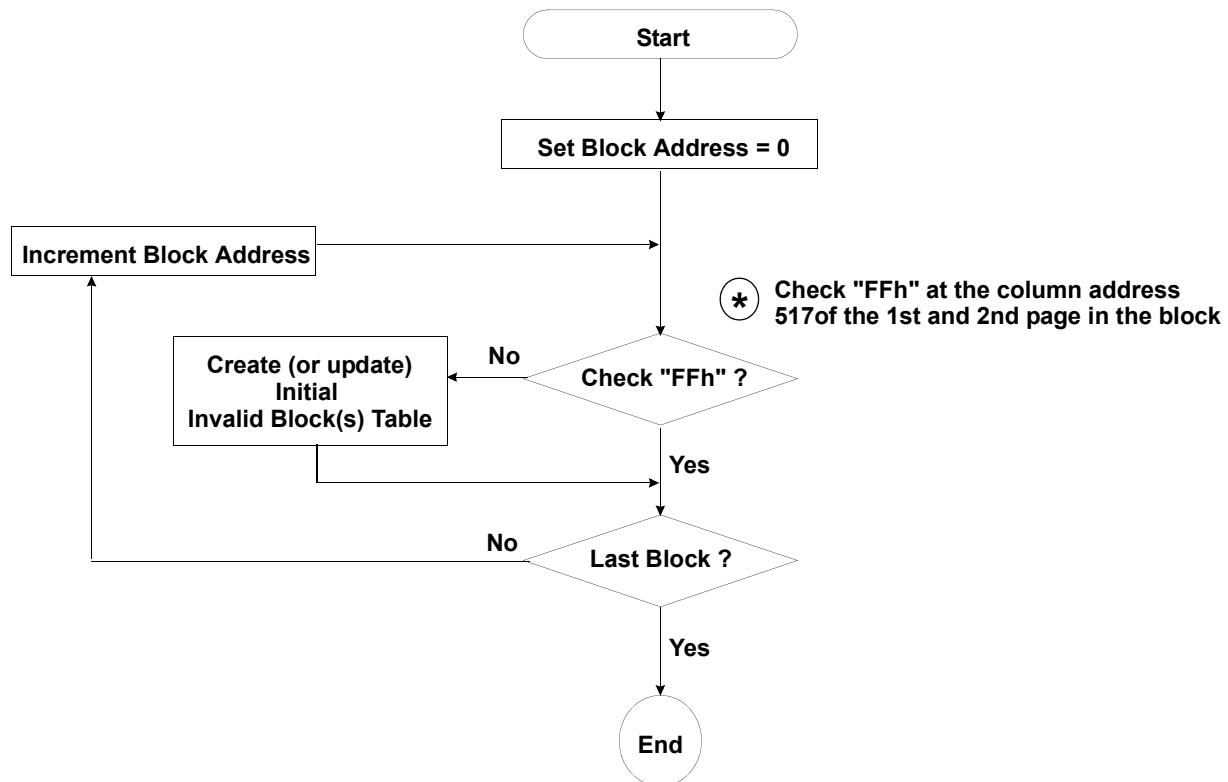 Start
Set Block Address = 0
Increment Block Address
* Check "FFh" at the column address
517of the 1st and 2nd page in the block
No
Create (or update)
Initial
Invalid Block(s) Table
Check "FFh" ?
Yes
No
Last Block ?
Yes
End